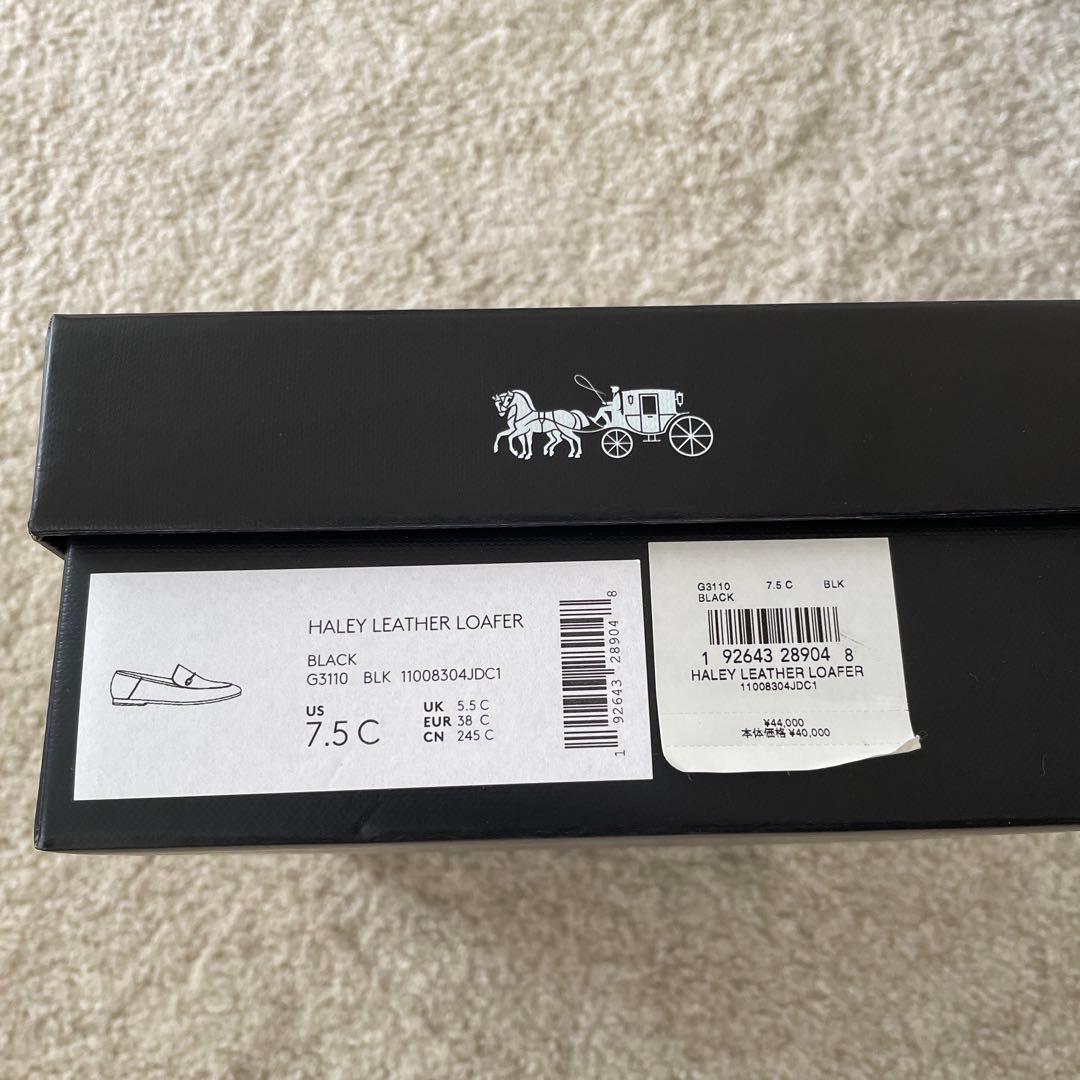 HALEY LEATHER LOAFER
BLACK
G3110 BLK 11008304JDC1
US
7.5 C
UK 5.5 C
EUR 38 C
CN 245 C
1 92643 28904 8
G3110 7.5 C BLK
BLACK
1 92643 28904 8
HALEY LEATHER LOAFER
11008304JDC1
¥44,000
本体価格 ¥40,000